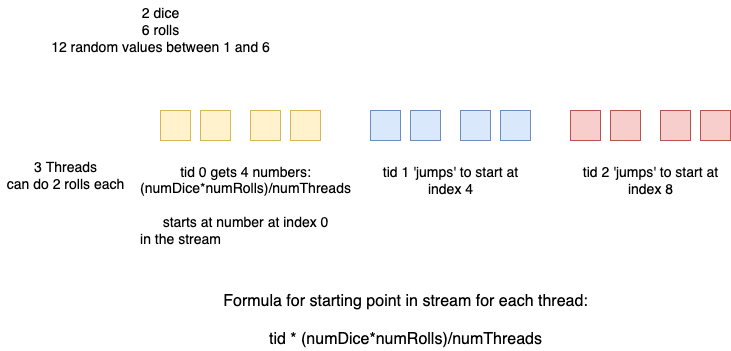 2 dice
6 rolls
12 random values between 1 and 6
3 Threads
can do 2 rolls each
tid 0 gets 4 numbers:
(numDice*numRolls)/numThreads
starts at number at index 0
in the stream
tid 1 'jumps' to start at
index 4
tid 2 'jumps' to start at
index 8
Formula for starting point in stream for each thread:
tid * (numDice*numRolls)/numThreads